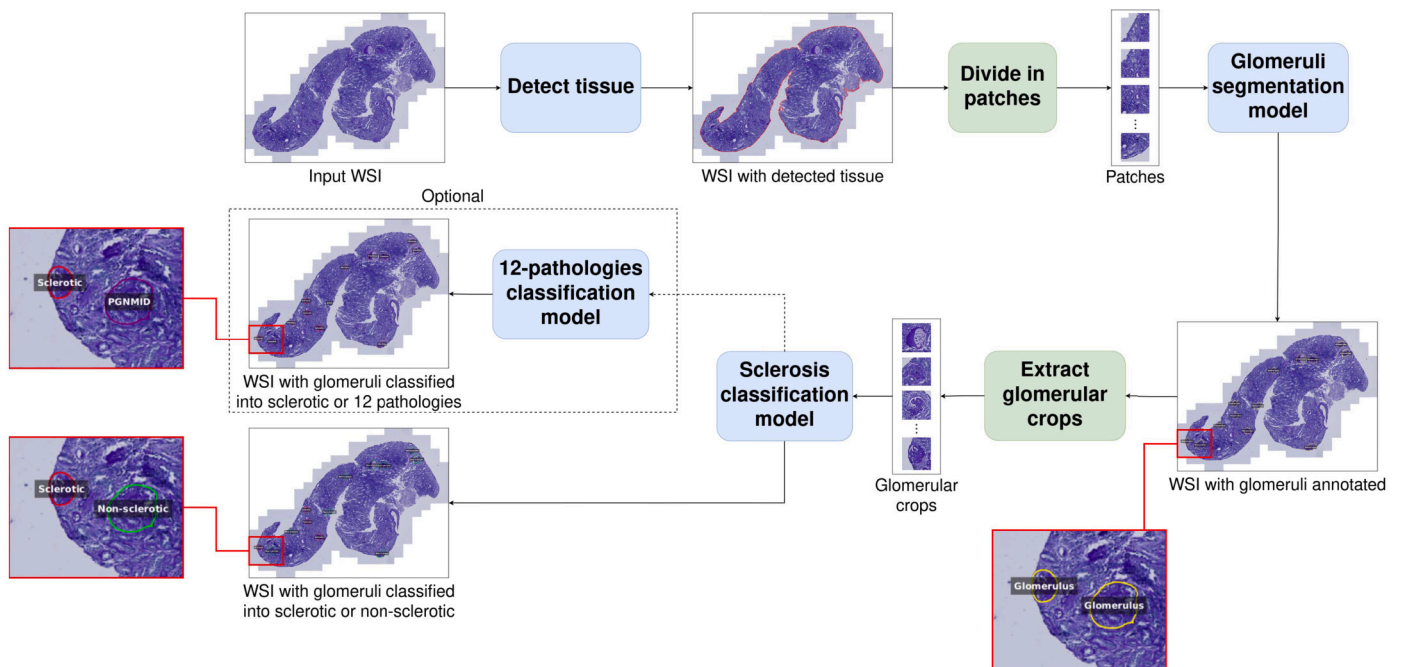 Detect tissue
Divide in
patches
Glomeruli
segmentation
model
Input WSI
WSI with detected tissue
⋮
Patches
Optional
Sclerotic
PGNMID
12-pathologies
classification
model
WSI with glomeruli classified
into sclerotic or 12 pathologies
Sclerosis
classification
model
⋮
Glomerular
crops
Extract
glomerular
crops
WSI with glomeruli annotated
Sclerotic
Non-sclerotic
WSI with glomeruli classified
into sclerotic or non-sclerotic
Glomerulus
Glomerulus